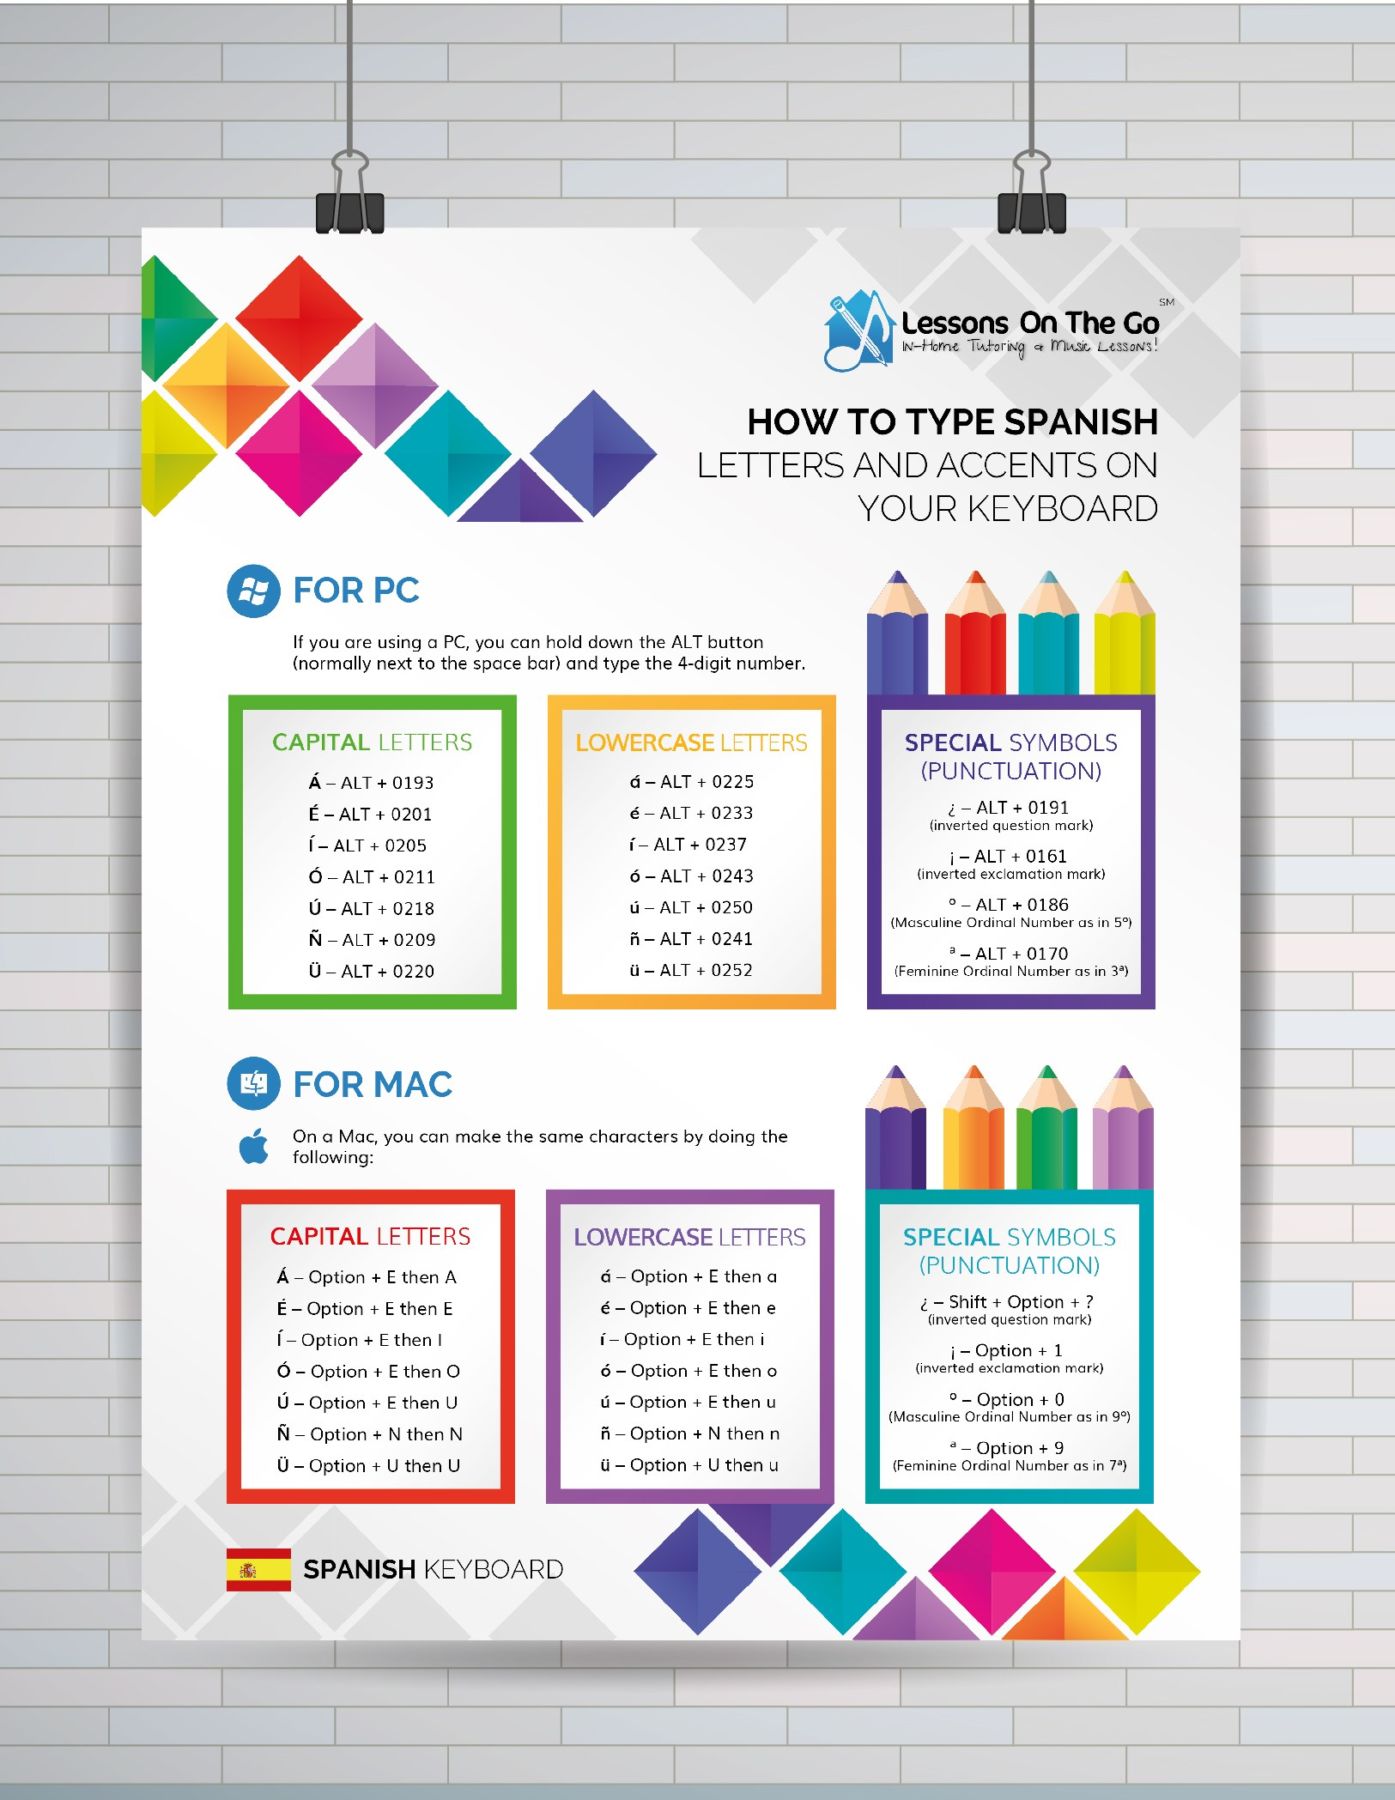 SM
Lessons On The Go
In-Home Tutoring & Music Lessons!
HOW TO TYPE SPANISH
LETTERS AND ACCENTS ON
YOUR KEYBOARD
FOR PC
If you are using a PC, you can hold down the ALT button
(normally next to the space bar) and type the 4-digit number.
CAPITAL LETTERS
Á – ALT + 0193
É – ALT + 0201
Í – ALT + 0205
Ó – ALT + 0211
Ú – ALT + 0218
Ñ – ALT + 0209
Ü – ALT + 0220
LOWERCASE LETTERS
á – ALT + 0225
é – ALT + 0233
í – ALT + 0237
ó – ALT + 0243
ú – ALT + 0250
ñ – ALT + 0241
ü – ALT + 0252
SPECIAL SYMBOLS
(PUNCTUATION)
¿ – ALT + 0191
(inverted question mark)
¡ – ALT + 0161
(inverted exclamation mark)
º – ALT + 0186
(Masculine Ordinal Number as in 5º)
ª – ALT + 0170
(Feminine Ordinal Number as in 3ª)
FOR MAC
On a Mac, you can make the same characters by doing the
following:
CAPITAL LETTERS
Á – Option + E then A
É – Option + E then E
Í – Option + E then I
Ó – Option + E then O
Ú – Option + E then U
Ñ – Option + N then N
Ü – Option + U then U
LOWERCASE LETTERS
á – Option + E then a
é – Option + E then e
í – Option + E then i
ó – Option + E then o
ú – Option + E then u
ñ – Option + N then n
ü – Option + U then u
SPECIAL SYMBOLS
(PUNCTUATION)
¿ – Shift + Option + ?
(inverted question mark)
¡ – Option + 1
(inverted exclamation mark)
º – Option + 0
(Masculine Ordinal Number as in 9º)
ª – Option + 9
(Feminine Ordinal Number as in 7ª)
SPANISH KEYBOARD